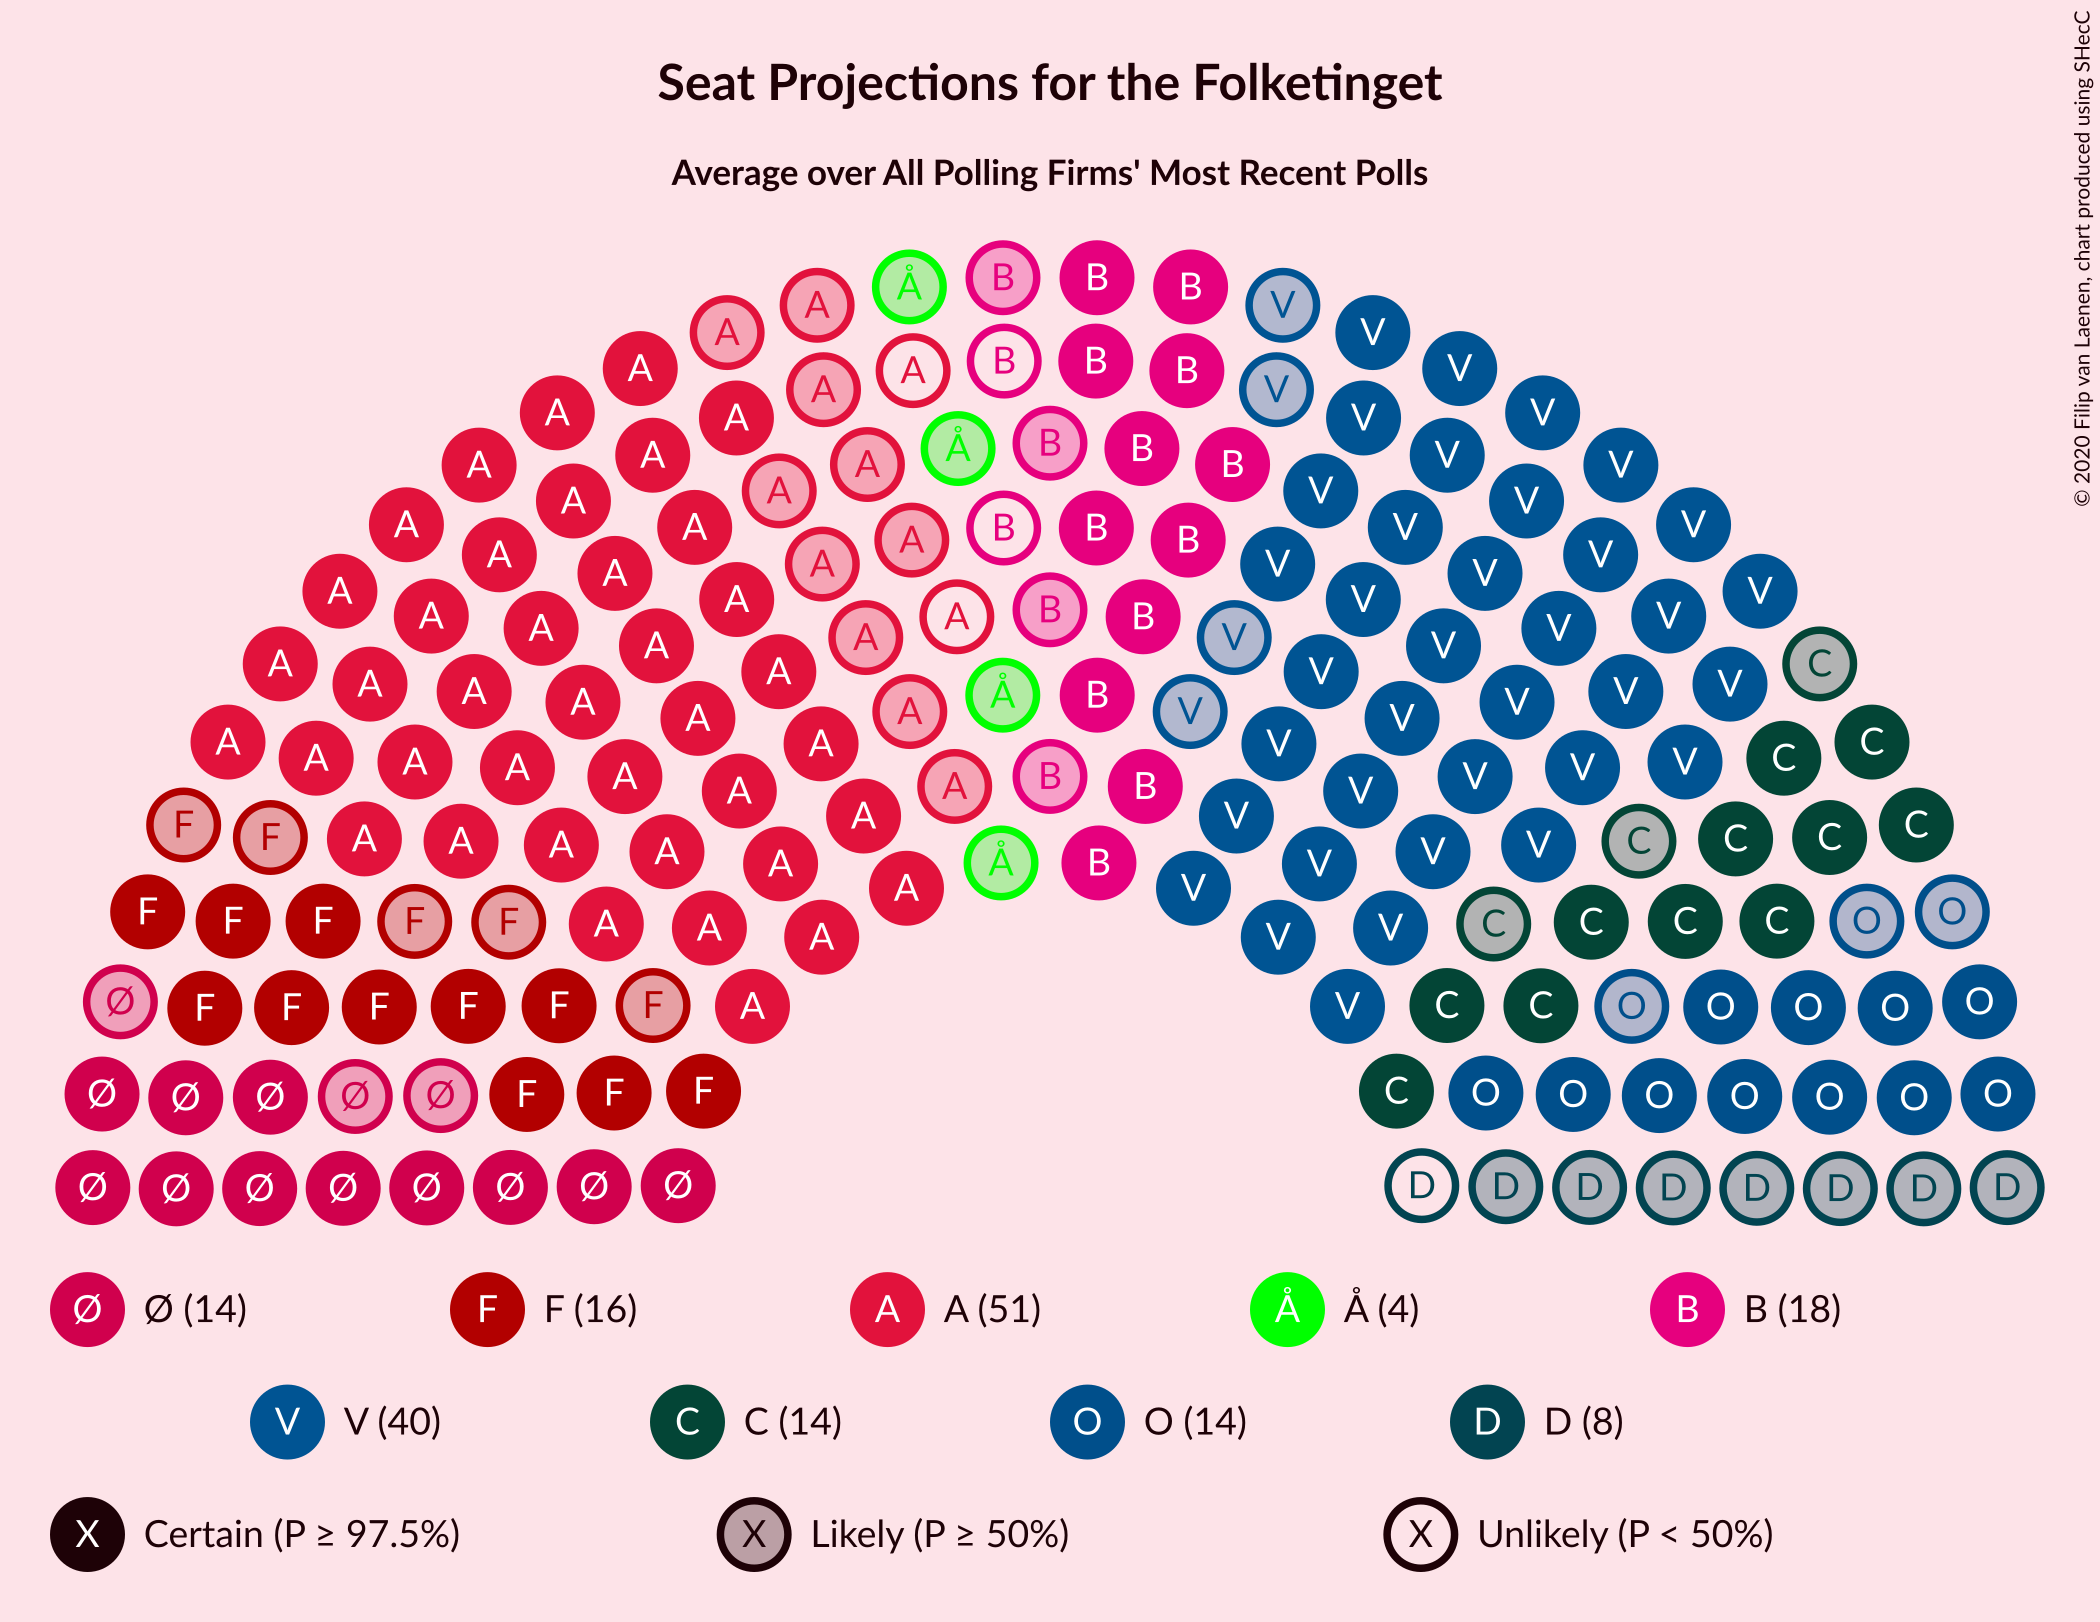 Seat Projections for the Folketinget
Average over All Polling Firms' Most Recent Polls
© 2020 Filip van Laenen, chart produced using SHecC
Å B B B
A V
A V
A A B B B V
A A V V
A A Å B B V V
A A A B V V V
A A A A B B B V V V V
A A A A A A B B B V V V V V
A A A A A A B B V V V V V V
A A A A A A Å B V V V V V C
A A A A A A A V V V V V V C C
F F A A A A A A A B B V V V V V C C C C
F F F F F A A A A Å B V V V C C C C O O
Ø F F F F F F A V C C O O O O O
Ø Ø Ø Ø Ø F F F C O O O O O O O
Ø Ø Ø Ø Ø Ø Ø Ø D D D D D D D D
Ø Ø (14) F F (16) A A (51) Å Å (4) B B (18)
V V (40) C C (14) O O (14) D D (8)
X Certain (P ≥ 97.5%) X Likely (P ≥ 50%) X Unlikely (P < 50%)